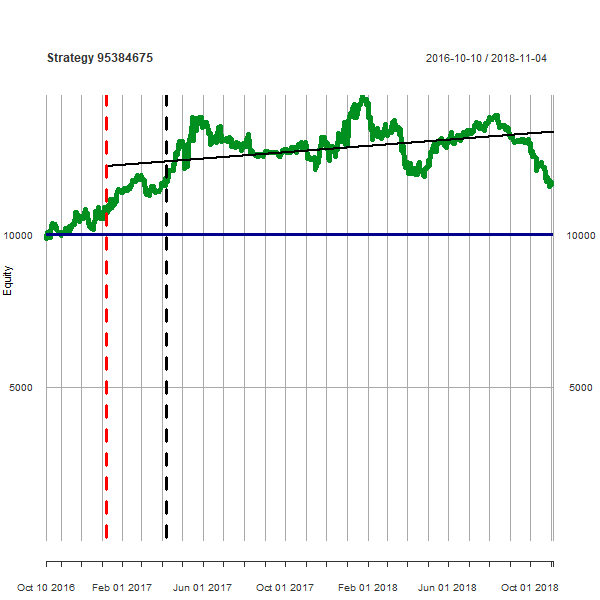 Strategy 95384675
2016-10-10 / 2018-11-04
10000
10000
Equity
5000
5000
Oct 10 2016
Feb 01 2017
Jun 01 2017
Oct 01 2017
Feb 01 2018
Jun 01 2018
Oct 01 2018